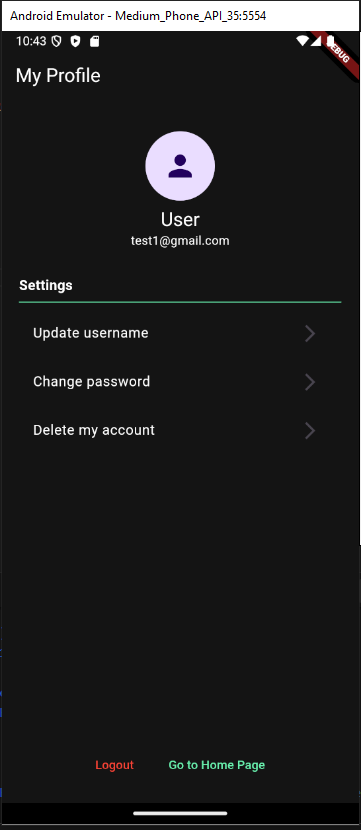 Android Emulator - Medium_Phone_API_35:5554
10:43
DEBUG
My Profile
User
test1@gmail.com
Settings
Update username
Change password
Delete my account
Logout Go to Home Page